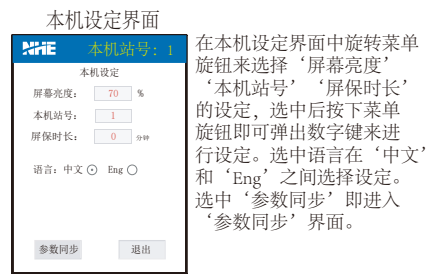 本机设定界面
NHE 本机站号: 1
本机设定
屏幕亮度: 70 %
本机站号: 1
屏保时长: 0 分钟
语言: 中文 Eng
参数同步 退出
在本机设定界面中旋转菜单
旋钮来选择‘屏幕亮度’
‘本机站号’‘屏保时长’
的设定，选中后按下菜单
旋钮即可弹出数字键来进
行设定。选中语言在‘中文’
和‘Eng’之间选择设定。
选中‘参数同步’即进入
‘参数同步’界面。